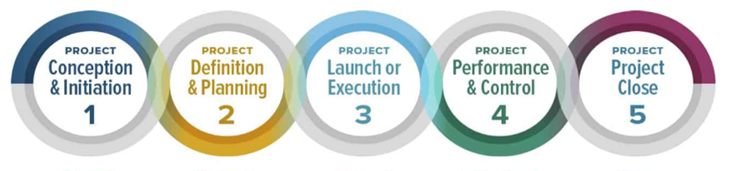 PROJECT
Conception
& Initiation
1
PROJECT
Definition
& Planning
2
PROJECT
Launch or
Execution
3
PROJECT
Performance
& Control
4
PROJECT
Project
Close
5